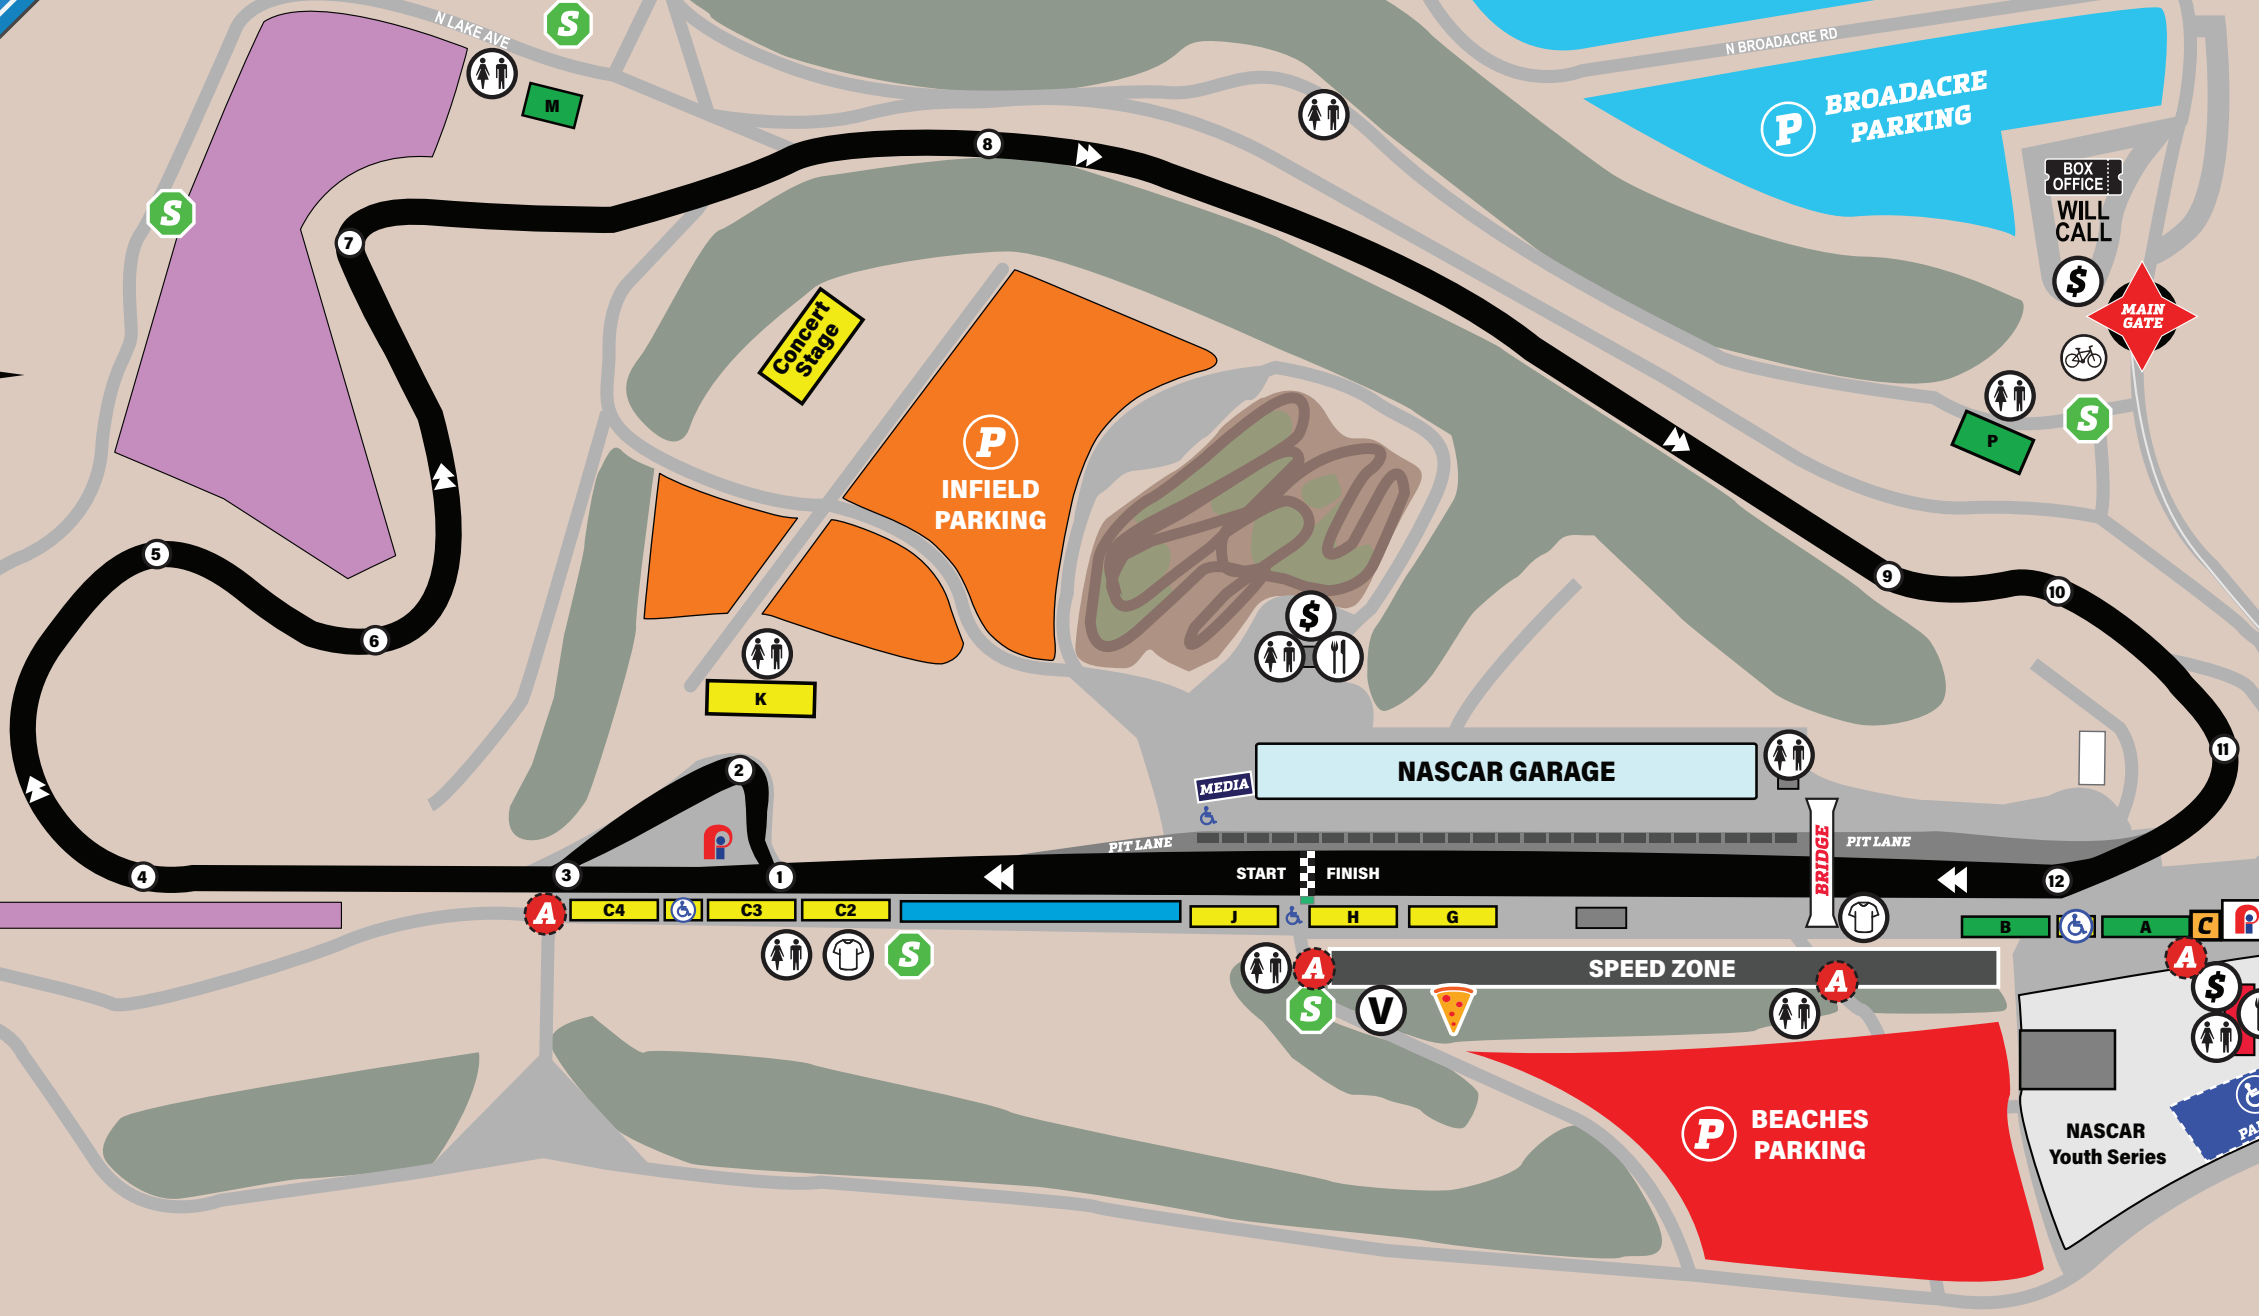 N LAKE AVE
S
M
N BROADACRE RD
P
BROADACRE
PARKING
BOX
OFFICE
WILL
CALL
$
MAIN
GATE
S
P
S
8
7
Concert
Stage
P
INFIELD
PARKING
5
6
9
10
$
K
2
11
MEDIA
NASCAR GARAGE
PIT LANE
BRIDGE
PIT LANE
4
3
1
START
FINISH
12
A
C4
C3
C2
J
H
G
B
A
C
S
A
SPEED ZONE
A
A
S
V
$
P
BEACHES
PARKING
NASCAR
Youth Series